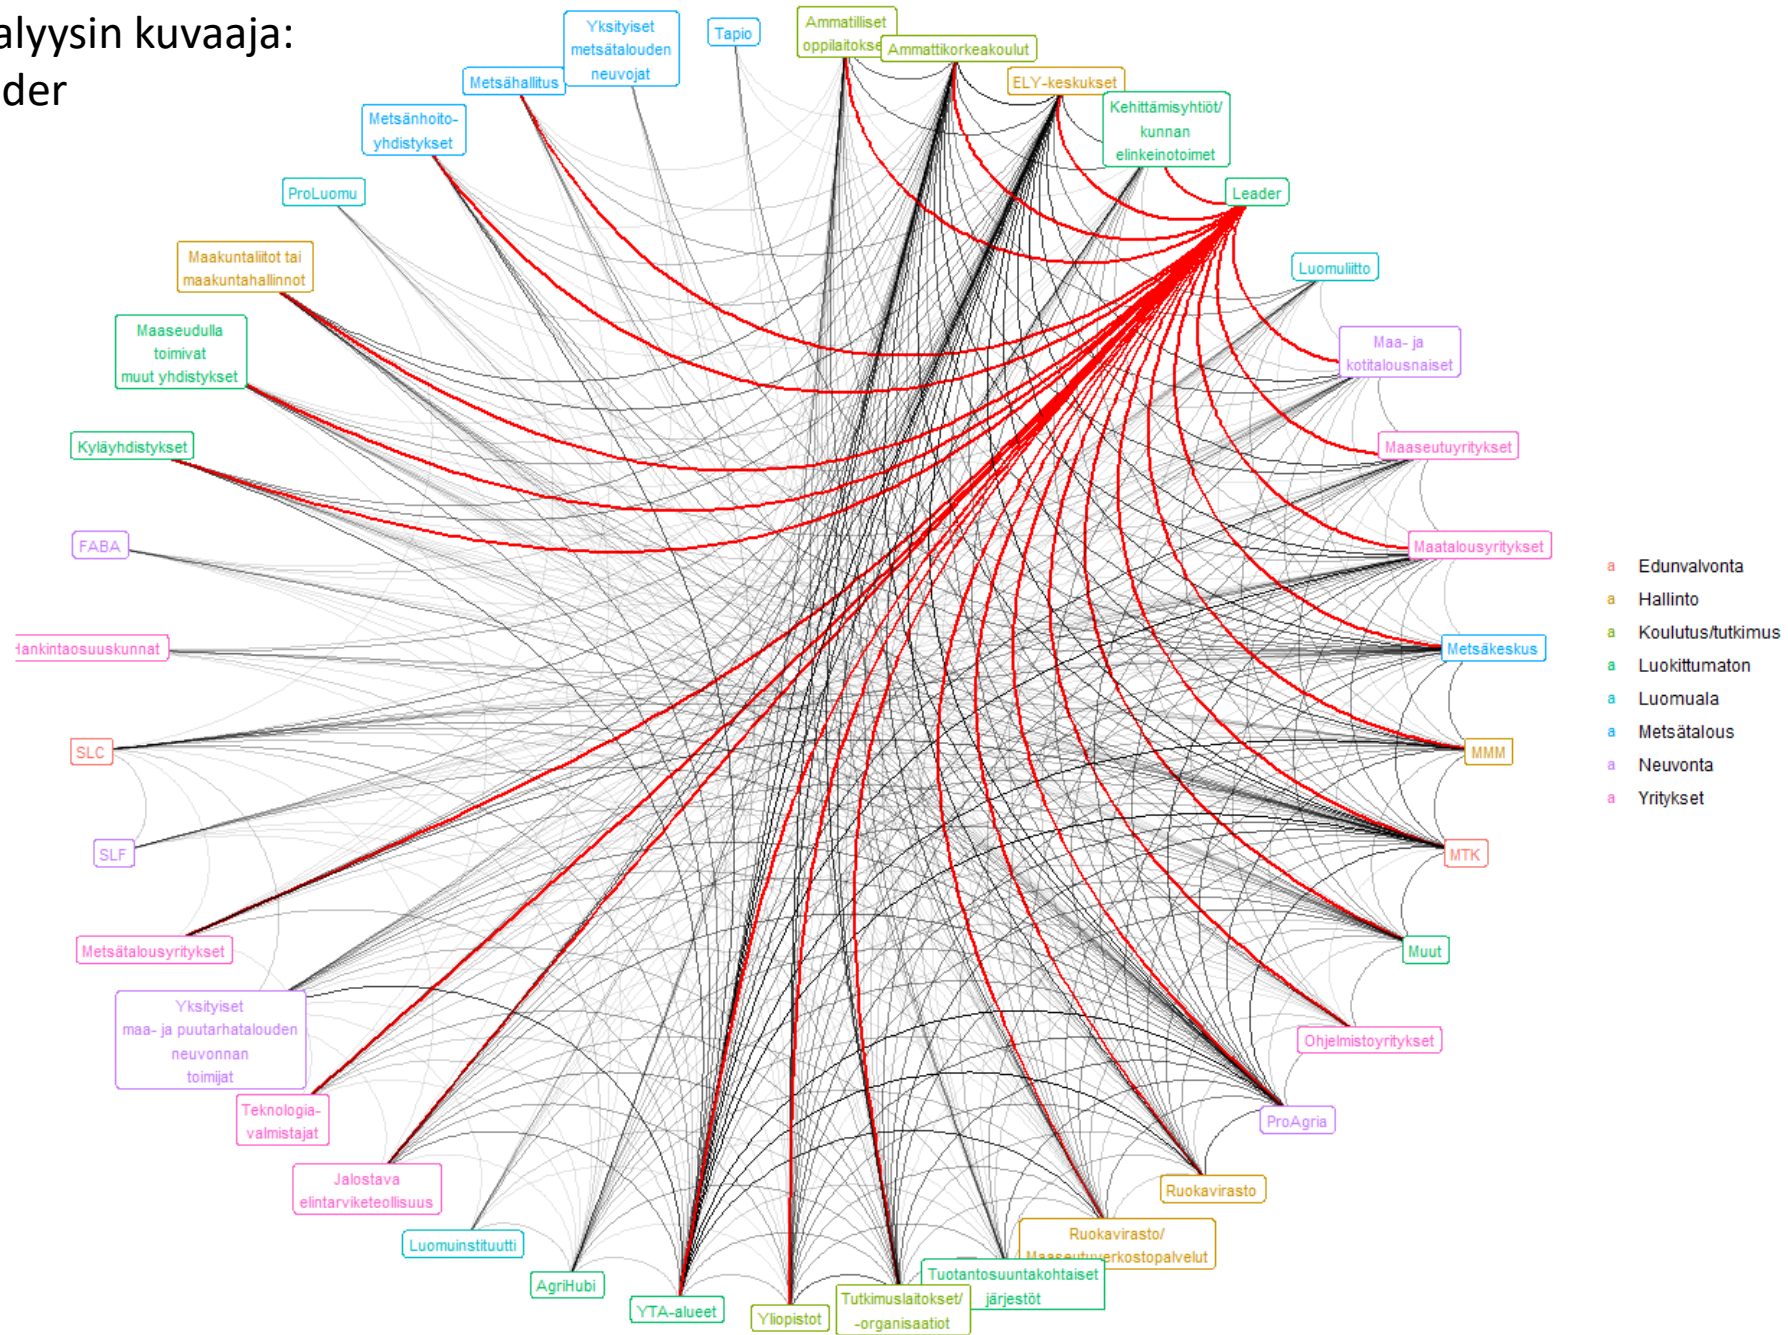 alyysin kuvaaja:
der
Yksityiset
metsätalouden
neuvojat
Tapio
Ammatilliset
Ammattikorkeakoulut
Metsähallitus
ELY-keskukset
Kehittämisyhtiöt/
kunnan
elinkeinotoimet
Metsänhoito-
yhdistykset
ProLuomu
Leader
Maakuntaliitot tai
maakuntahallinnot
Luomuliitto
Maaseudulla
toimivat
muut yhdistykset
Maa- ja
kotitalousnaiset
Kyläyhdistykset
Maaseutuyritykset
FABA
Maatalousyritykset
Hankintaosuuskunnat
Metsäkeskus
SLC
MMM
SLF
MTK
Metsätalousyritykset
Muut
Yksityiset
maa- ja puutarhatalouden
neuvonnan
toimijat
Ohjelmistoyritykset
Teknologia-
valmistajat
ProAgria
Jalostava
elintarviketeollisuus
Ruokavirasto
Luomuinstituutti
Ruokavirasto/
Maaseutuverkostopalvelut
AgriHubi
Tuotantosuuntakohtaiset
järjestöt
YTA-alueet
Yliopistot
Tutkimuslaitokset/
-organisaatiot
a Edunvalvonta
a Hallinto
a Koulutus/tutkimus
a Luokittumaton
a Luomuala
a Metsätalous
a Neuvonta
a Yritykset